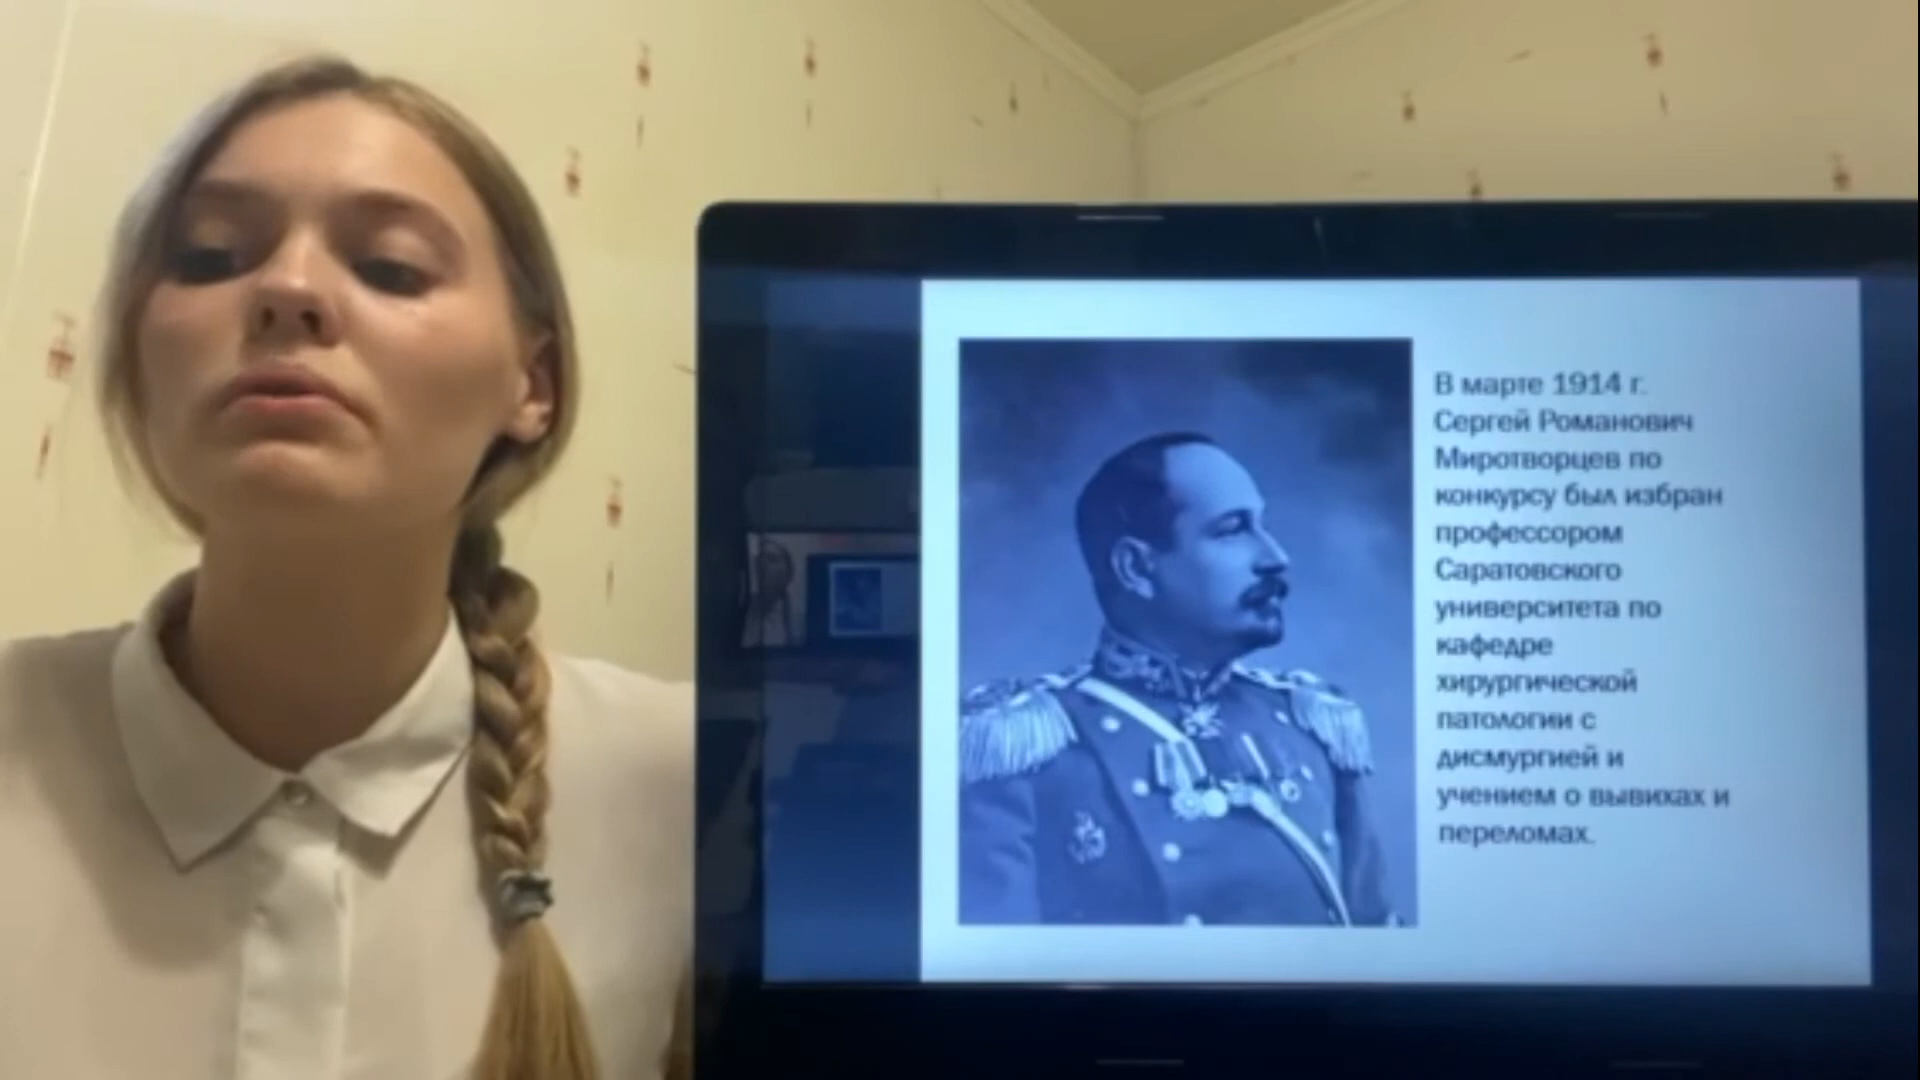 В марте 1914 г.
Сергей Романович
Миротворцев по
конкурсу был избран
профессором
Саратовского
университета по
кафедре
хирургической
патологии с
дисмургией и
учением о вывихах и
переломах.